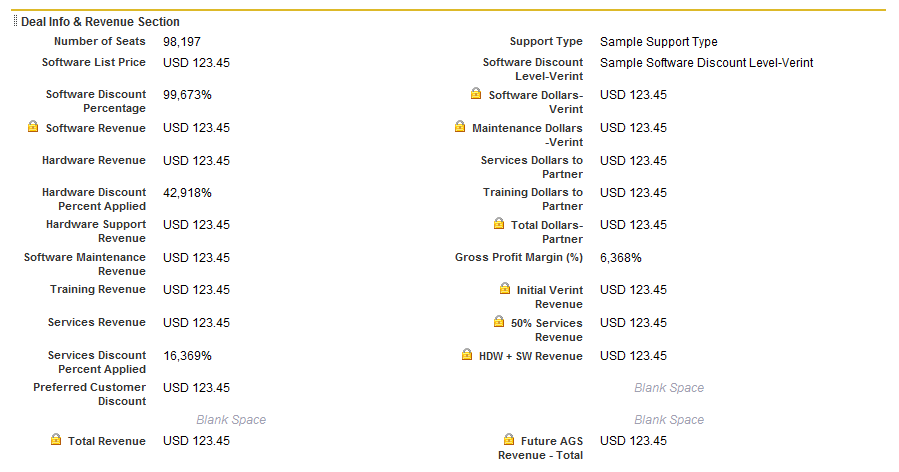 Deal Info & Revenue Section
Number of Seats 98,197 Support Type Sample Support Type
Software List Price USD 123.45 Software Discount Sample Software Discount Level-Verint
Level-Verint
Software Discount 99,673% Software Dollars- USD 123.45
Percentage Verint
Software Revenue USD 123.45 Maintenance Dollars USD 123.45
-Verint
Hardware Revenue USD 123.45 Services Dollars to USD 123.45
Partner
Hardware Discount 42,918% Training Dollars to USD 123.45
Percent Applied Partner
Hardware Support USD 123.45 Total Dollars- USD 123.45
Revenue Partner
Software Maintenance USD 123.45 Gross Profit Margin (%) 6,368%
Revenue
Training Revenue USD 123.45 Initial Verint USD 123.45
Revenue
Services Revenue USD 123.45 50% Services USD 123.45
Revenue
Services Discount 16,369% HDW + SW Revenue USD 123.45
Percent Applied
Preferred Customer USD 123.45 Blank Space
Discount
Blank Space Blank Space
Total Revenue USD 123.45 Future AGS USD 123.45
Revenue - Total